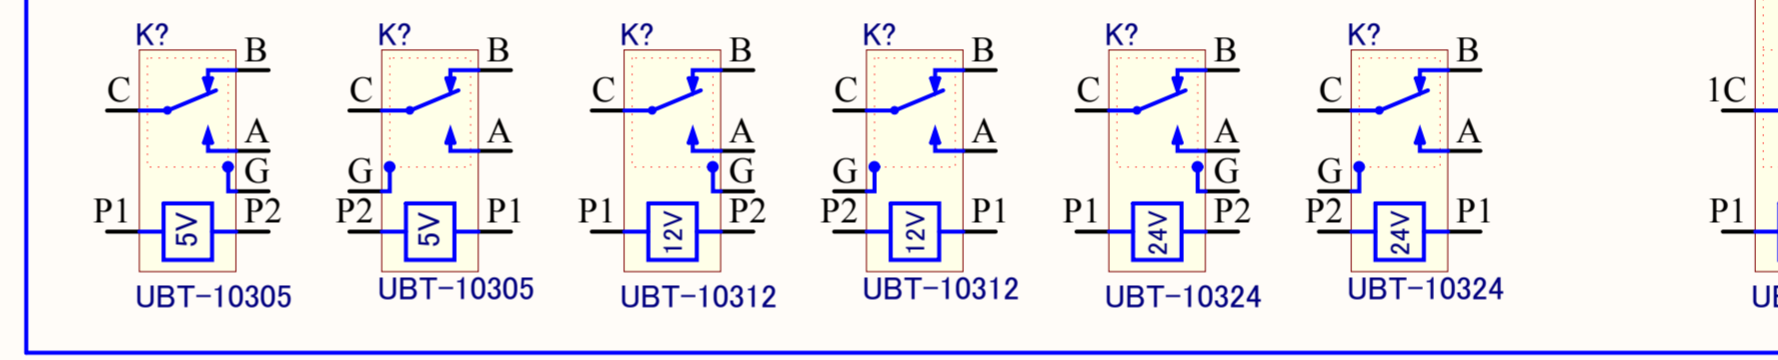 K? K? K? K? K? K?
B B B B B B
C C C C C C 1C
A A A A A A
G G G G G G
P1 P2 P2 P1 P1 P2 P2 P1 P1 P2 P2 P1 P1
5V 5V 12V 12V 24V 24V
UBT-10305 UBT-10305 UBT-10312 UBT-10312 UBT-10324 UBT-10324